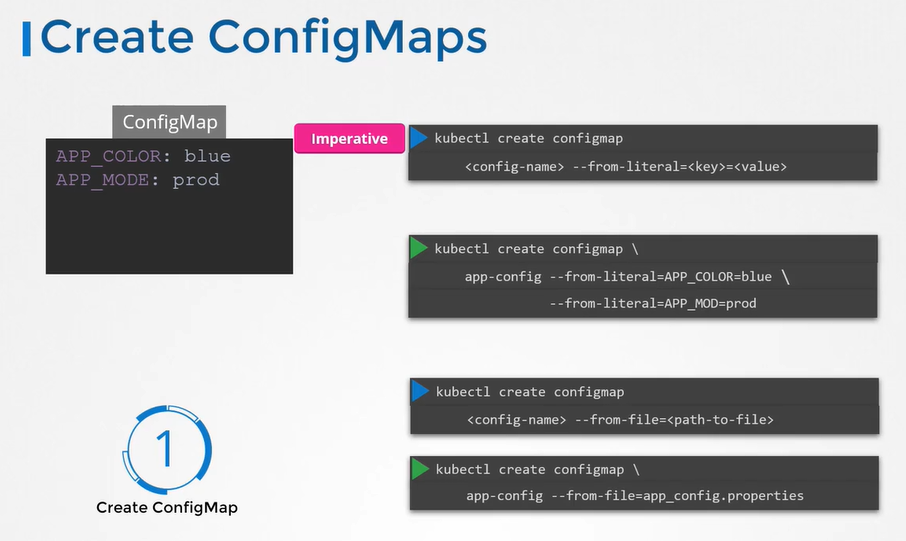 Create ConfigMaps
ConfigMap
APP_COLOR: blue
APP_MODE: prod
Imperative
kubectl create configmap
<config-name> --from-literal=<key>=<value>
kubectl create configmap \
app-config --from-literal=APP_COLOR=blue \
--from-literal=APP_MOD=prod
kubectl create configmap
<config-name> --from-file=<path-to-file>
kubectl create configmap \
app-config --from-file=app_config.properties
1
Create ConfigMap